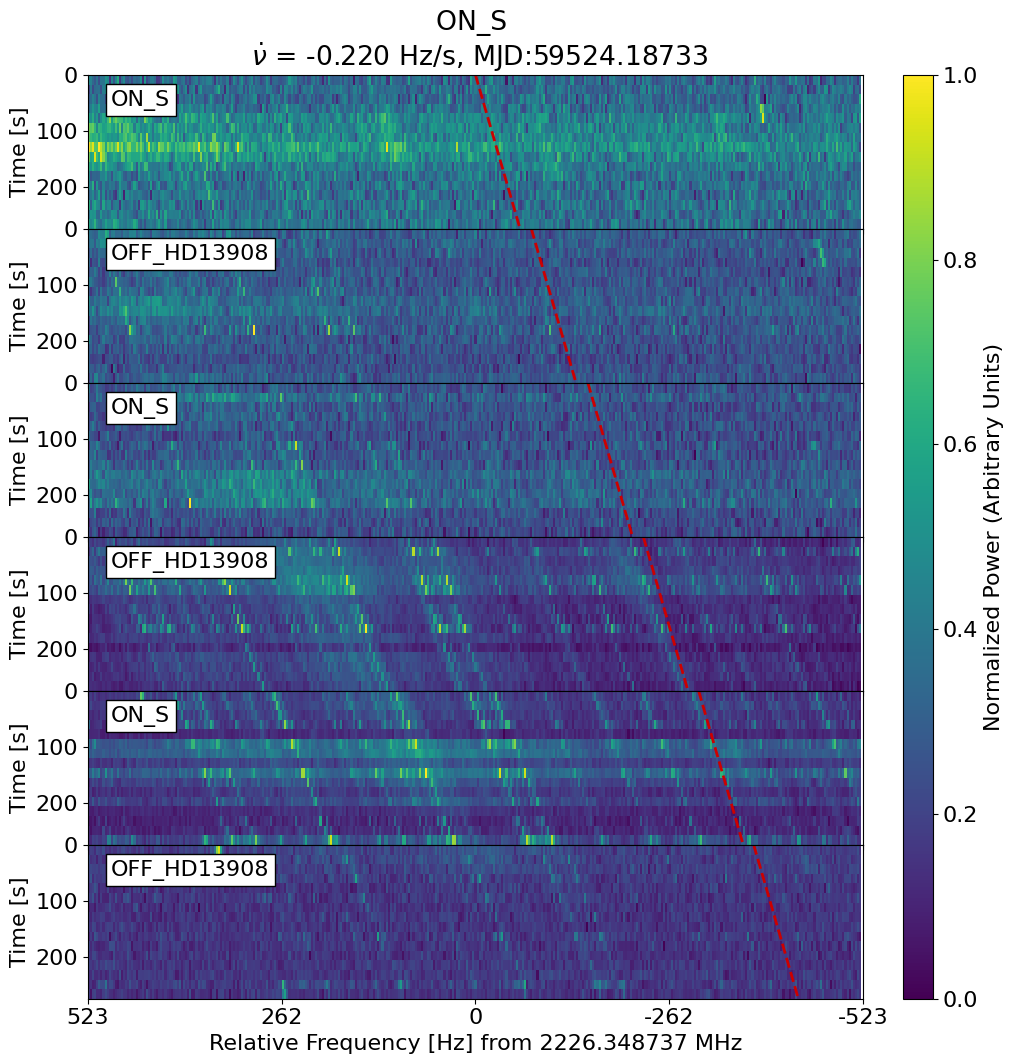 ON_S
ν̇ = -0.220 Hz/s, MJD:59524.18733
0
100
200
Time [s]
ON_S
0
100
200
Time [s]
OFF_HD13908
0
100
200
Time [s]
ON_S
0
100
200
Time [s]
OFF_HD13908
0
100
200
Time [s]
ON_S
0
100
200
Time [s]
OFF_HD13908
523 262 0 -262 -523
Relative Frequency [Hz] from 2226.348737 MHz
1.0
0.8
0.6
0.4
0.2
0.0
Normalized Power (Arbitrary Units)